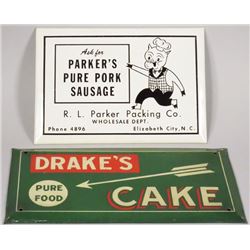 Ask for
PARKER'S
PURE PORK
SAUSAGE
R. L. Parker Packing Co.
WHOLESALE DEPT.
Phone 4896 Elizabeth City, N.C.
DRAKE'S
PURE
FOOD
CAKE